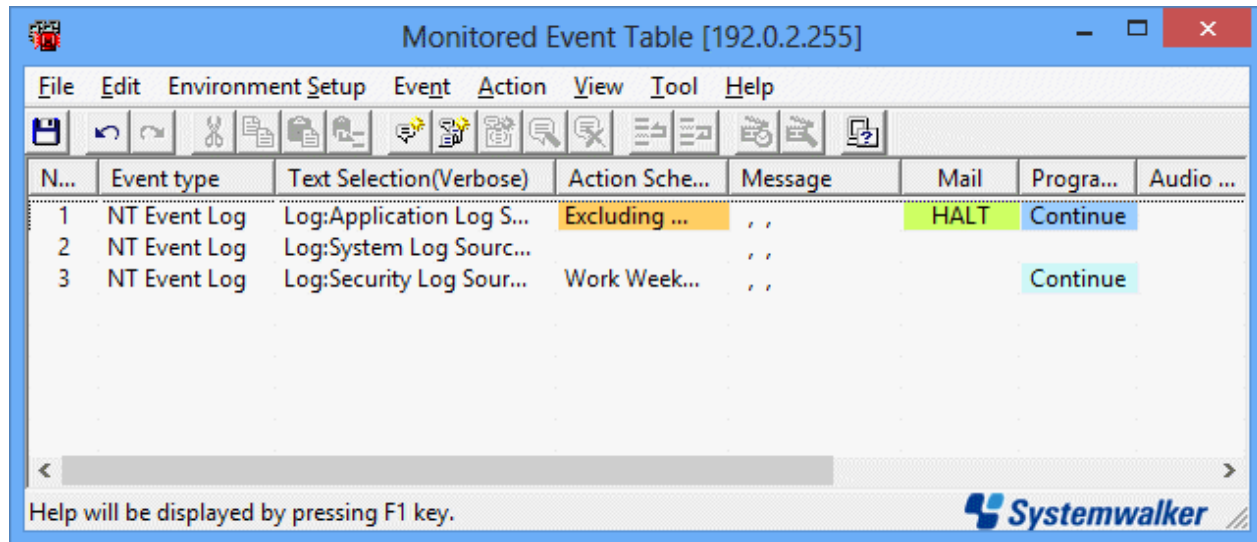 Monitored Event Table [192.0.2.255]
File Edit Environment Setup Event Action View Tool Help
N... Event type Text Selection(Verbose) Action Sche... Message Mail Progra... Audio ...
1 NT Event Log Log:Application Log S... Excluding ... , , HALT Continue
2 NT Event Log Log:System Log Sourc... , ,
3 NT Event Log Log:Security Log Sour... Work Week... , , Continue
Help will be displayed by pressing F1 key. Systemwalker